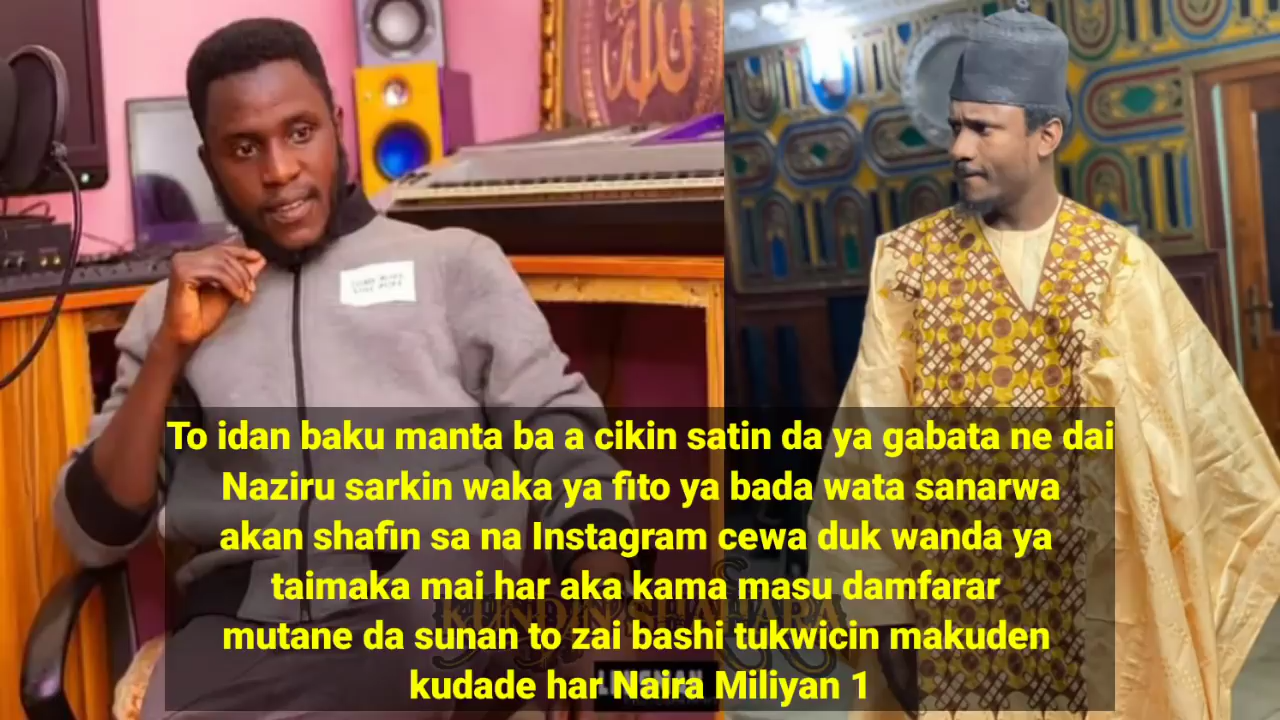 To idan baku manta ba a cikin satin da ya gabata ne dai
Naziru sarkin waka ya fito ya bada wata sanarwa
akan shafin sa na Instagram cewa duk wanda ya
taimaka mai har aka kama masu damfarar
mutane da sunan to zai bashi tukwicin makuden
kudade har Naira Miliyan 1
الله